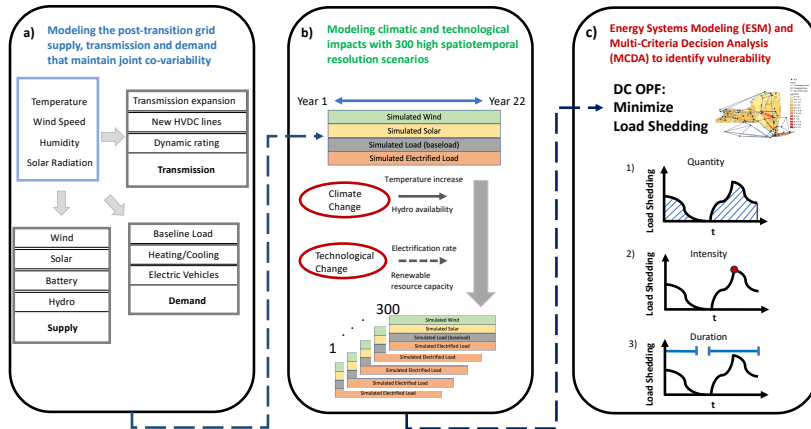 a) Modeling the post-transition grid
supply, transmission and demand
that maintain joint co-variability
Temperature
Wind Speed
Humidity
Solar Radiation
Transmission expansion
New HVDC lines
Dynamic rating
Transmission
Wind
Solar
Battery
Hydro
Supply
Baseline Load
Heating/Cooling
Electric Vehicles
Demand
b) Modeling climatic and technological
impacts with 300 high spatiotemporal
resolution scenarios
Year 1 Year 22
Simulated Wind
Simulated Solar
Simulated Load (baseload)
Simulated Electrified Load
Climate
Change
Temperature increase
Hydro availability
Technological
Change
Electrification rate
Renewable
resource capacity
300
. . .
1
Simulated Wind
Simulated Solar
Simulated Load (baseload)
Simulated Electrified Load
Simulated Electrified Load
Simulated Electrified Load
Simulated Electrified Load
Simulated Electrified Load
c) Energy Systems Modeling (ESM) and
Multi-Criteria Decision Analysis
(MCDA) to identify vulnerability
DC OPF:
Minimize
Load Shedding
1) Quantity
Load Shedding
t
2) Intensity
Load Shedding
t
3) Duration
Load Shedding
t